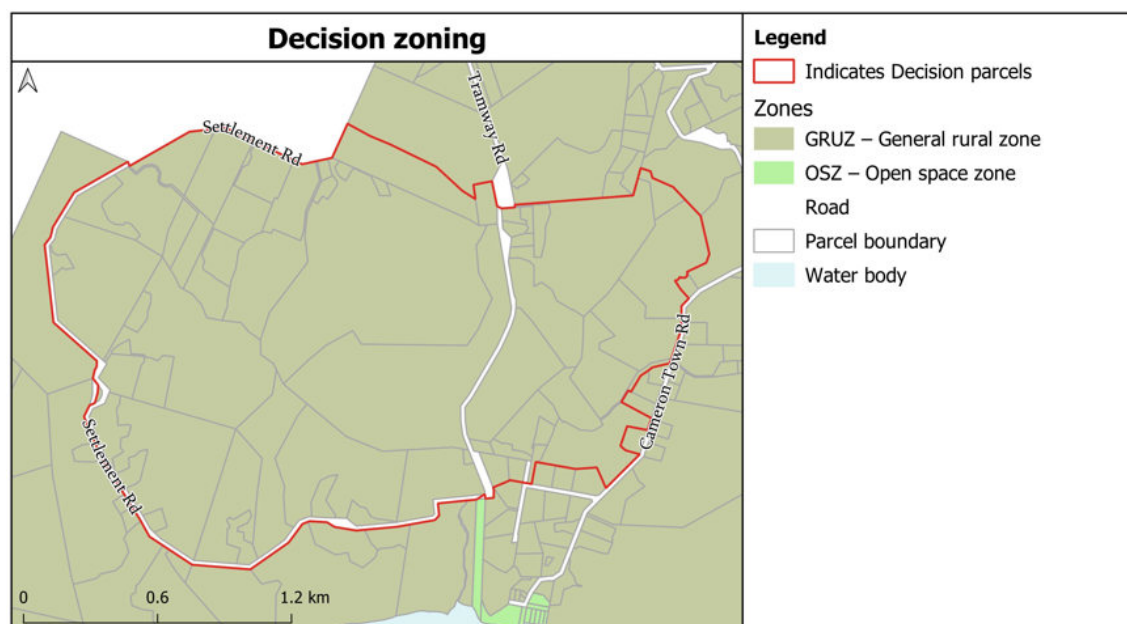 Decision zoning
Legend
Indicates Decision parcels
Zones
GRUZ – General rural zone
OSZ – Open space zone
Road
Parcel boundary
Water body
Tramway Rd
Settlement Rd
Cameron Town Rd
Settlement Rd
0 0.6 1.2 km